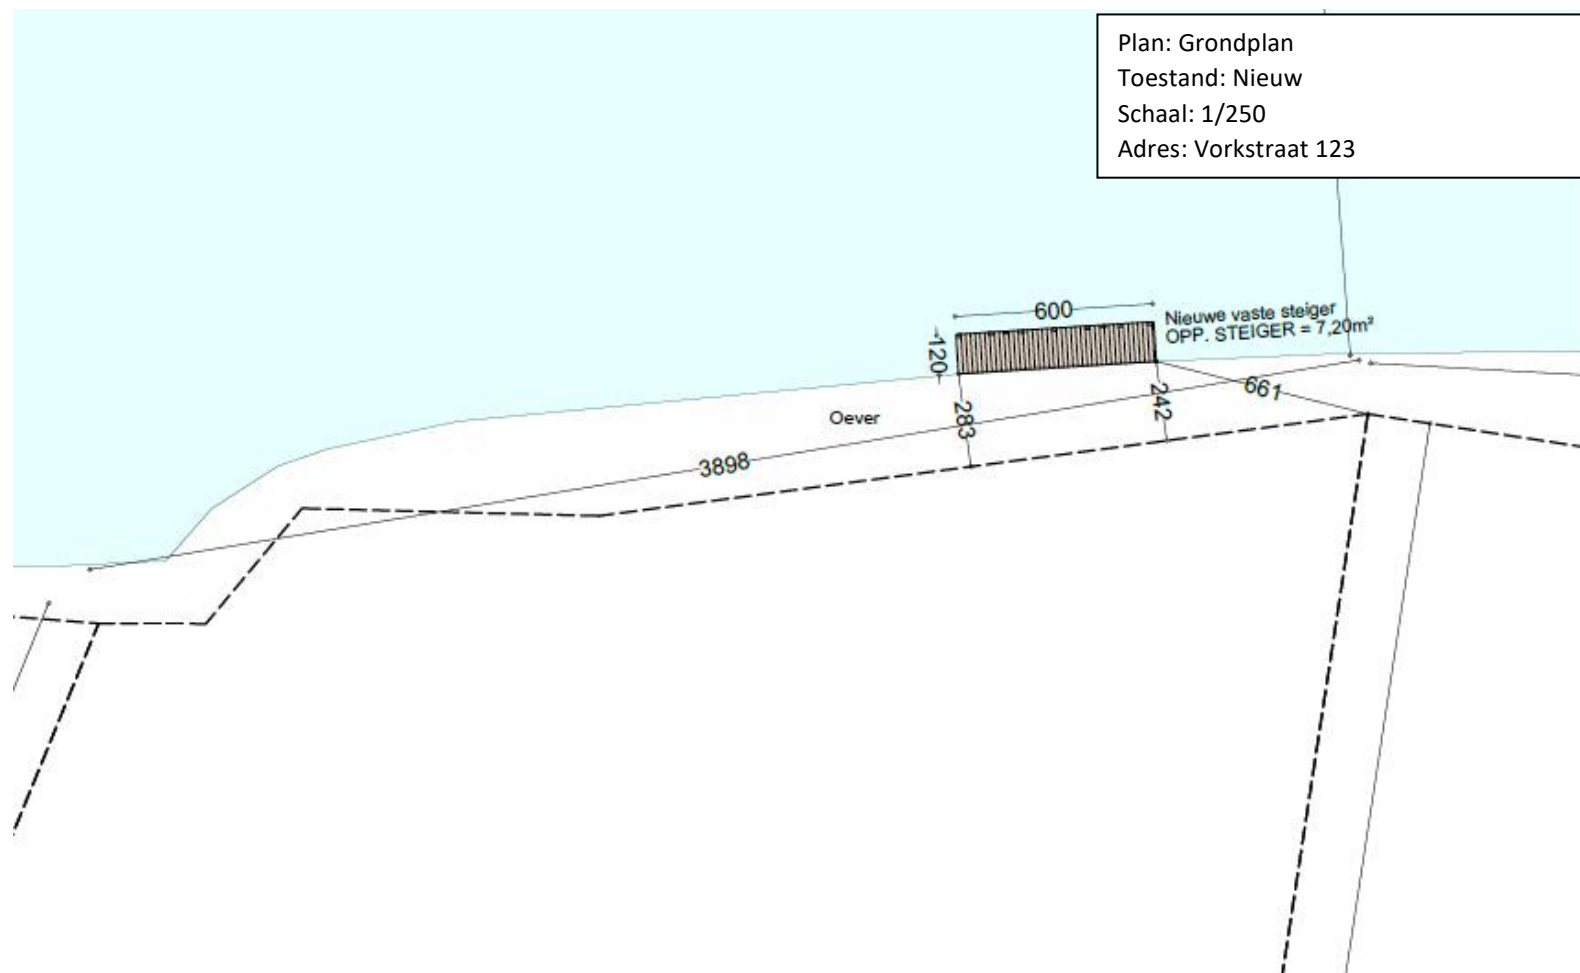 Plan: Grondplan
Toestand: Nieuw
Schaal: 1/250
Adres: Vorkstraat 123
600
Nieuwe vaste steiger
OPP. STEIGER = 7,20m²
120
661
283
242
Oever
3898